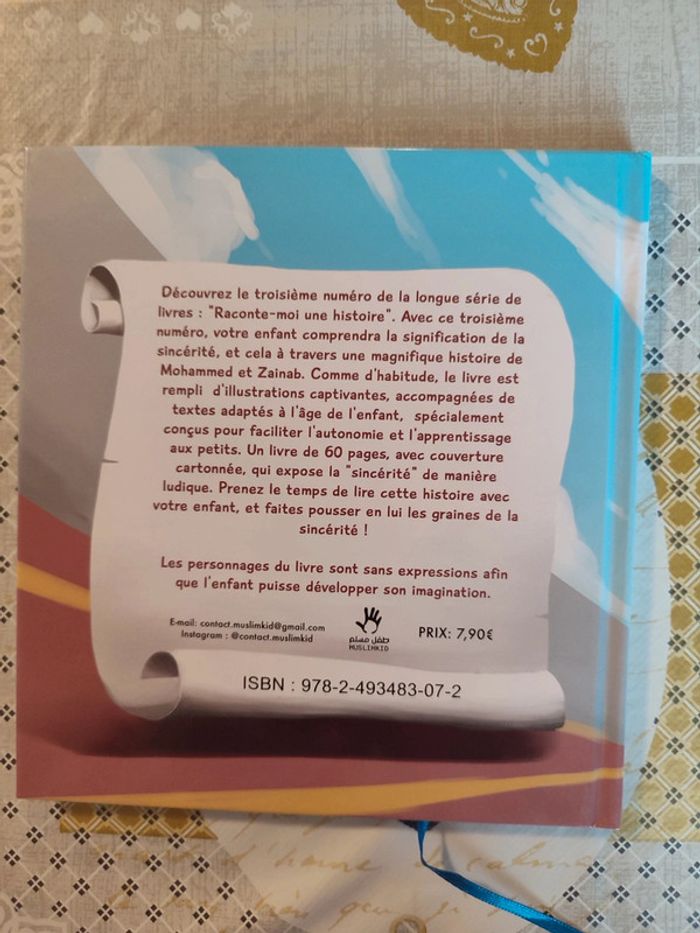 Découvrez le troisième numéro de la longue série de
livres : "Raconte-moi une histoire". Avec ce troisième
numéro, votre enfant comprendra la signification de la
sincérité, et cela à travers une magnifique histoire de
Mohammed et Zainab. Comme d'habitude, le livre est
rempli d'illustrations captivantes, accompagnées de
textes adaptés à l'âge de l'enfant, spécialement
conçus pour faciliter l'autonomie et l'apprentissage
aux petits. Un livre de 60 pages, avec couverture
cartonnée, qui expose la "sincérité" de manière
ludique. Prenez le temps de lire cette histoire avec
votre enfant, et faites pousser en lui les graines de la
sincérité !
Les personnages du livre sont sans expressions afin
que l'enfant puisse développer son imagination.
E-mail: contact.muslimkid@gmail.com
Instagram : @contact.muslimkid
طفل مسلم
MUSLIMKID
PRIX: 7,90€
ISBN : 978-2-493483-07-2